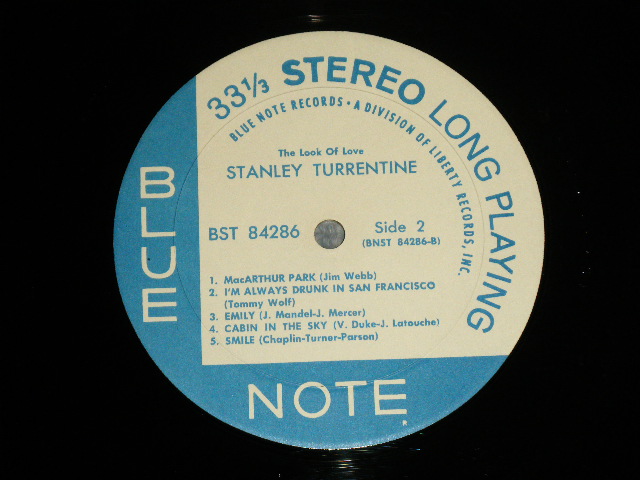 33⅓ STEREO LONG PLAYING
BLUE NOTE RECORDS • A DIVISION OF LIBERTY RECORDS, INC.
The Look Of Love
STANLEY TURRENTINE
BST 84286
Side 2
(BNST 84286-B)
1. MacARTHUR PARK (Jim Webb)
2. I'M ALWAYS DRUNK IN SAN FRANCISCO
(Tommy Wolf)
3. EMILY (J. Mandel-J. Mercer)
4. CABIN IN THE SKY (V. Duke-J. Latouche)
5. SMILE (Chaplin-Turner-Parson)
BLUE
NOTE